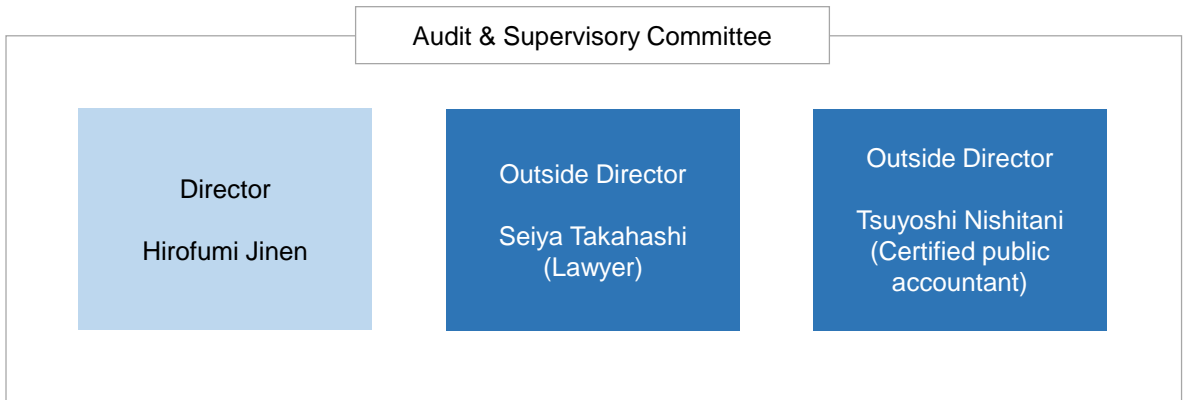 Audit & Supervisory Committee
Director
Hirofumi Jinen
Outside Director
Seiya Takahashi
(Lawyer)
Outside Director
Tsuyoshi Nishitani
(Certified public
accountant)